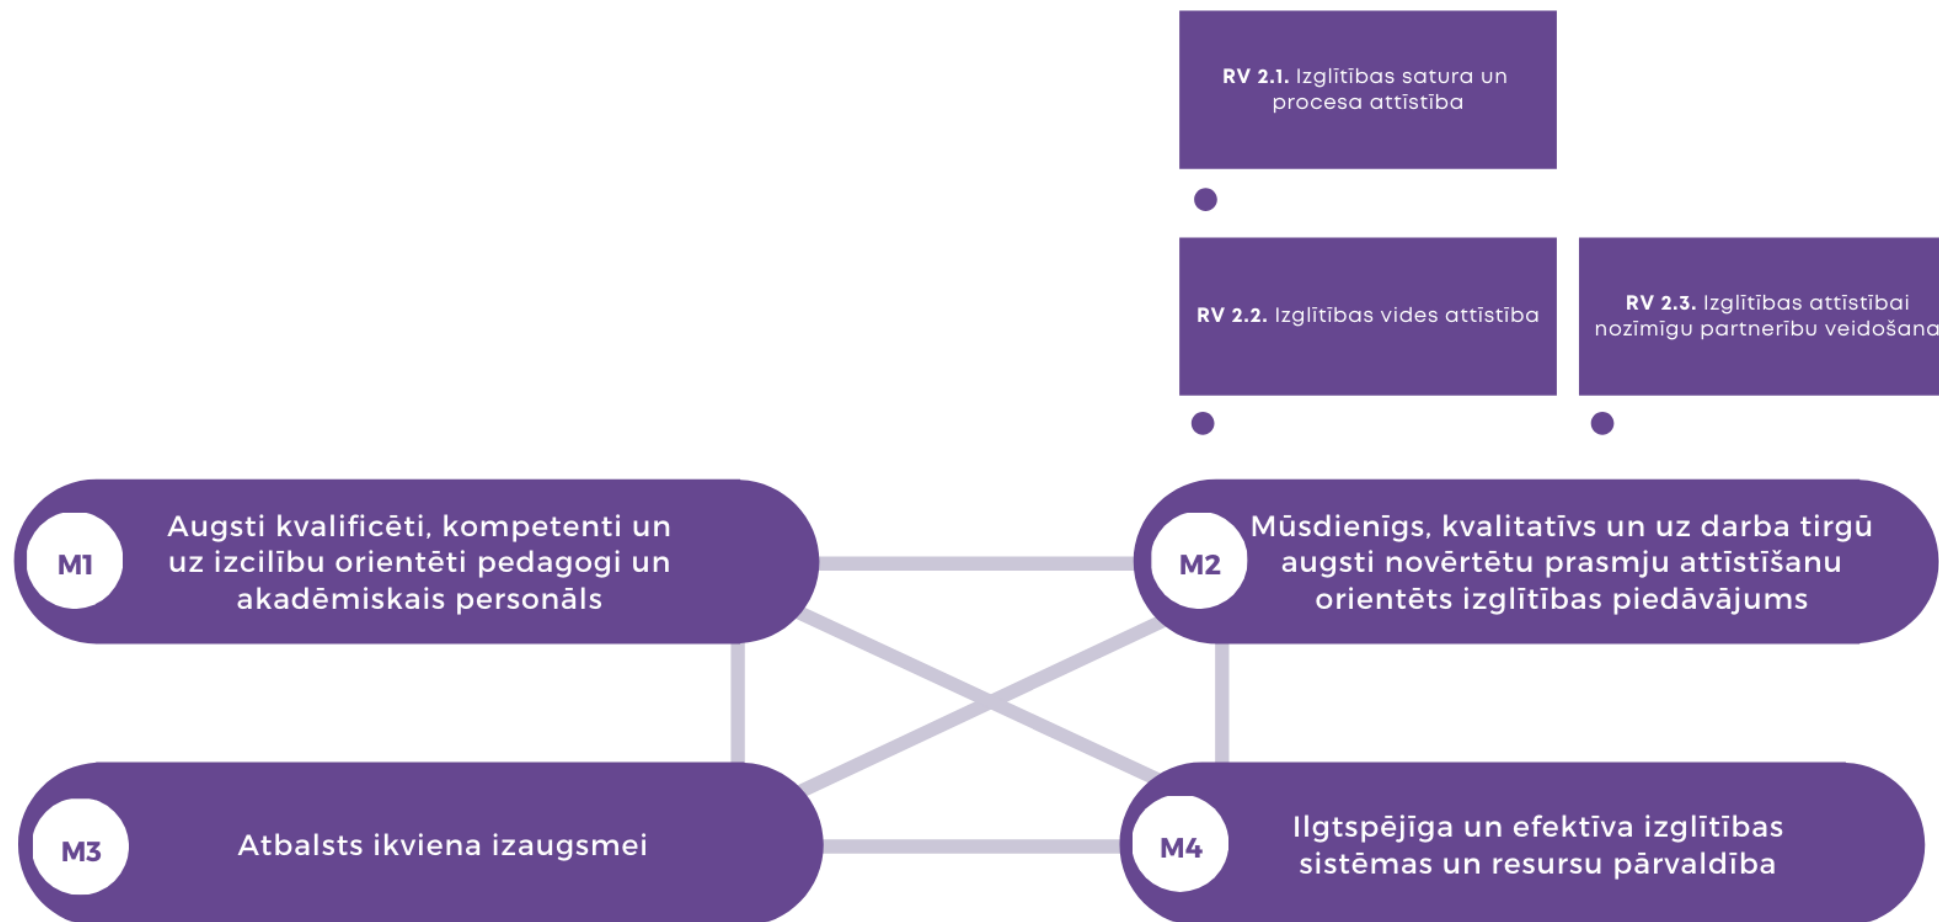 RV 2.1. Izglītības satura un
procesa attīstība
RV 2.2. Izglītības vides attīstība
RV 2.3. Izglītības attīstībai
nozīmīgu partnerību veidošana
M1
Augsti kvalificēti, kompetenti un
uz izcilību orientēti pedagogi un
akadēmiskais personāls
M2
Mūsdienīgs, kvalitatīvs un uz darba tirgū
augsti novērtētu prasmju attīstīšanu
orientēts izglītības piedāvājums
M3
Atbalsts ikviena izaugsmei
M4
Ilgtspējīga un efektīva izglītības
sistēmas un resursu pārvaldība